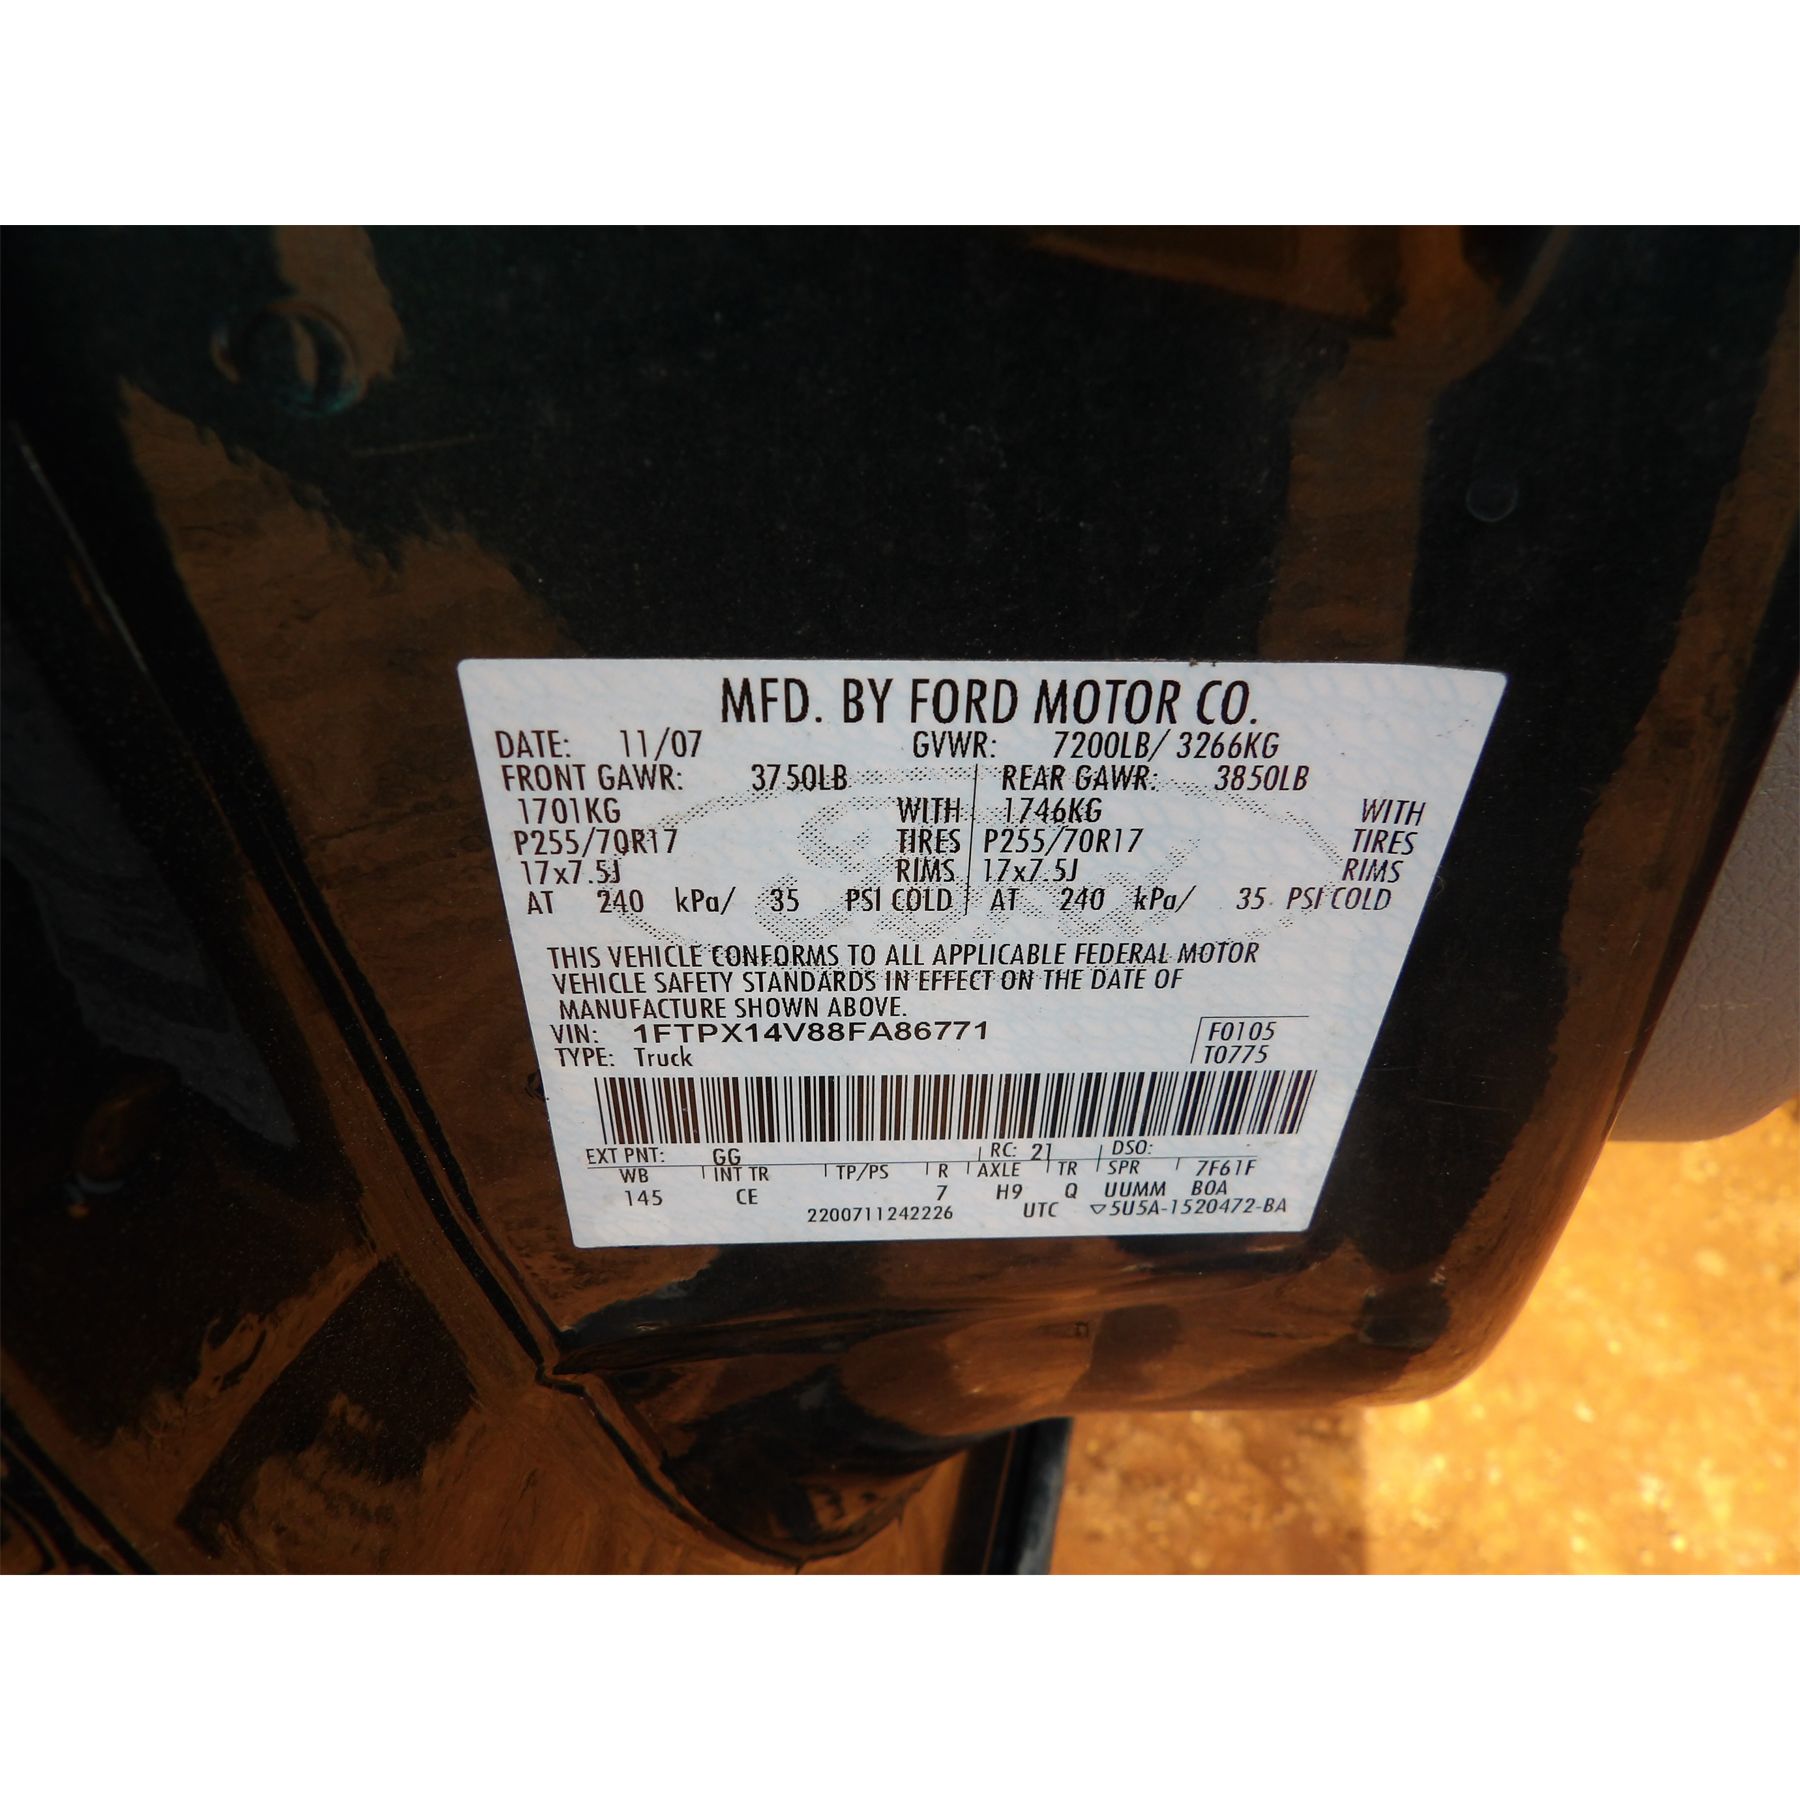 MFD. BY FORD MOTOR CO.
DATE: 11/07 GVWR: 7200LB/ 3266KG
FRONT GAWR: 3750LB REAR GAWR: 3850LB
1701KG WITH 1746KG WITH
P255/70R17 TIRES P255/70R17 TIRES
17x7.5J RIMS 17x7.5J RIMS
AT 240 kPa/ 35 PSI COLD AT 240 kPa/ 35 PSI COLD
THIS VEHICLE CONFORMS TO ALL APPLICABLE FEDERAL MOTOR
VEHICLE SAFETY STANDARDS IN EFFECT ON THE DATE OF
MANUFACTURE SHOWN ABOVE.
VIN: 1FTPX14V88FA86771 F0105
TYPE: Truck T0775
EXT PNT: GG RC: 21 DSO:
WB INT TR TP/PS R AXLE TR SPR 7F61F
145 CE 7 H9 Q UUMM BOA
2200711242226 UTC ▽5U5A-1520472-BA